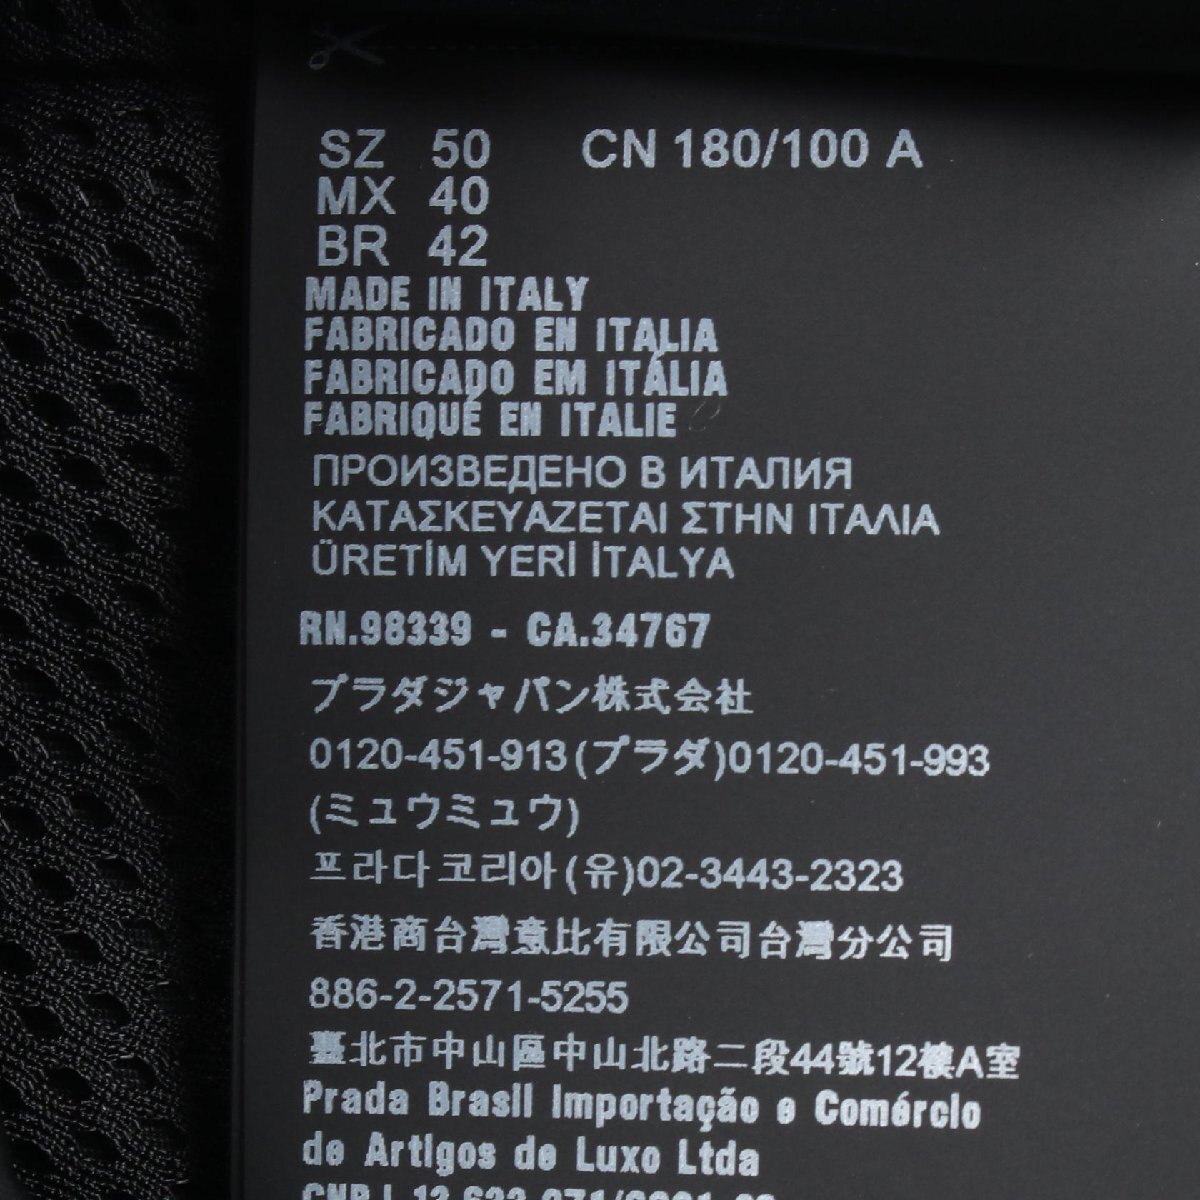 SZ 50 CN 180/100 A
MX 40
BR 42
MADE IN ITALY
FABRICADO EN ITALIA
FABRICADO EM ITÁLIA
FABRIQUÉ EN ITALIE
ПРОИЗВЕДЕНО В ИТАЛИЯ
ΚΑΤΑΣΚΕΥΑΖΕΤΑΙ ΣΤΗΝ ΙΤΑΛΙΑ
ÜRETİM YERİ İTALYA
RN.98339 - CA.34767
プラダジャパン株式会社
0120-451-913(プラダ)0120-451-993
(ミュウミュウ)
프라다코리아(유)02-3443-2323
香港商台灣意比有限公司台灣分公司
886-2-2571-5255
臺北市中山區中山北路二段44號12樓A室
Prada Brasil Importação e Comércio
de Artigos de Luxo Ltda